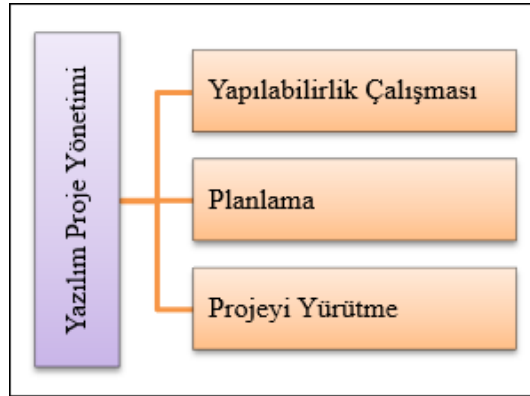 Yazılım Proje Yönetimi
Yapılabilirlik Çalışması
Planlama
Projeyi Yürütme